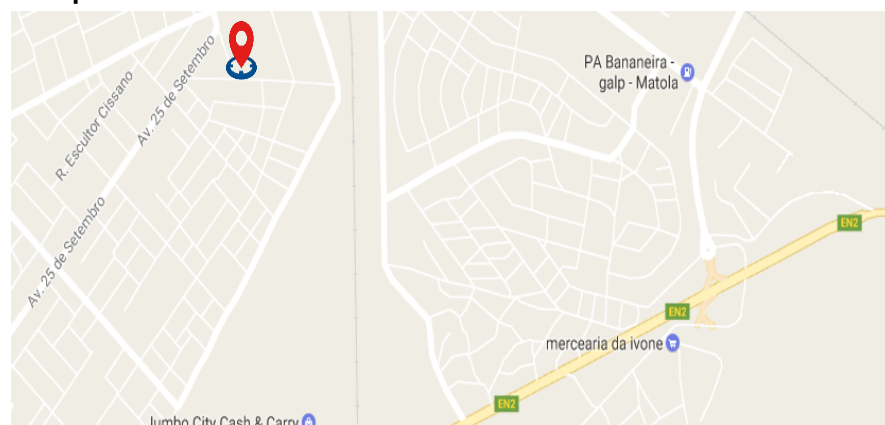 PA Bananeira -
galp - Matola
R. Escultor Cissano
Av. 25 de Setembro
Av. 25 de Setembro
EN2
EN2
mercearia da ivone
EN2
Jumbo City Cash & Carry